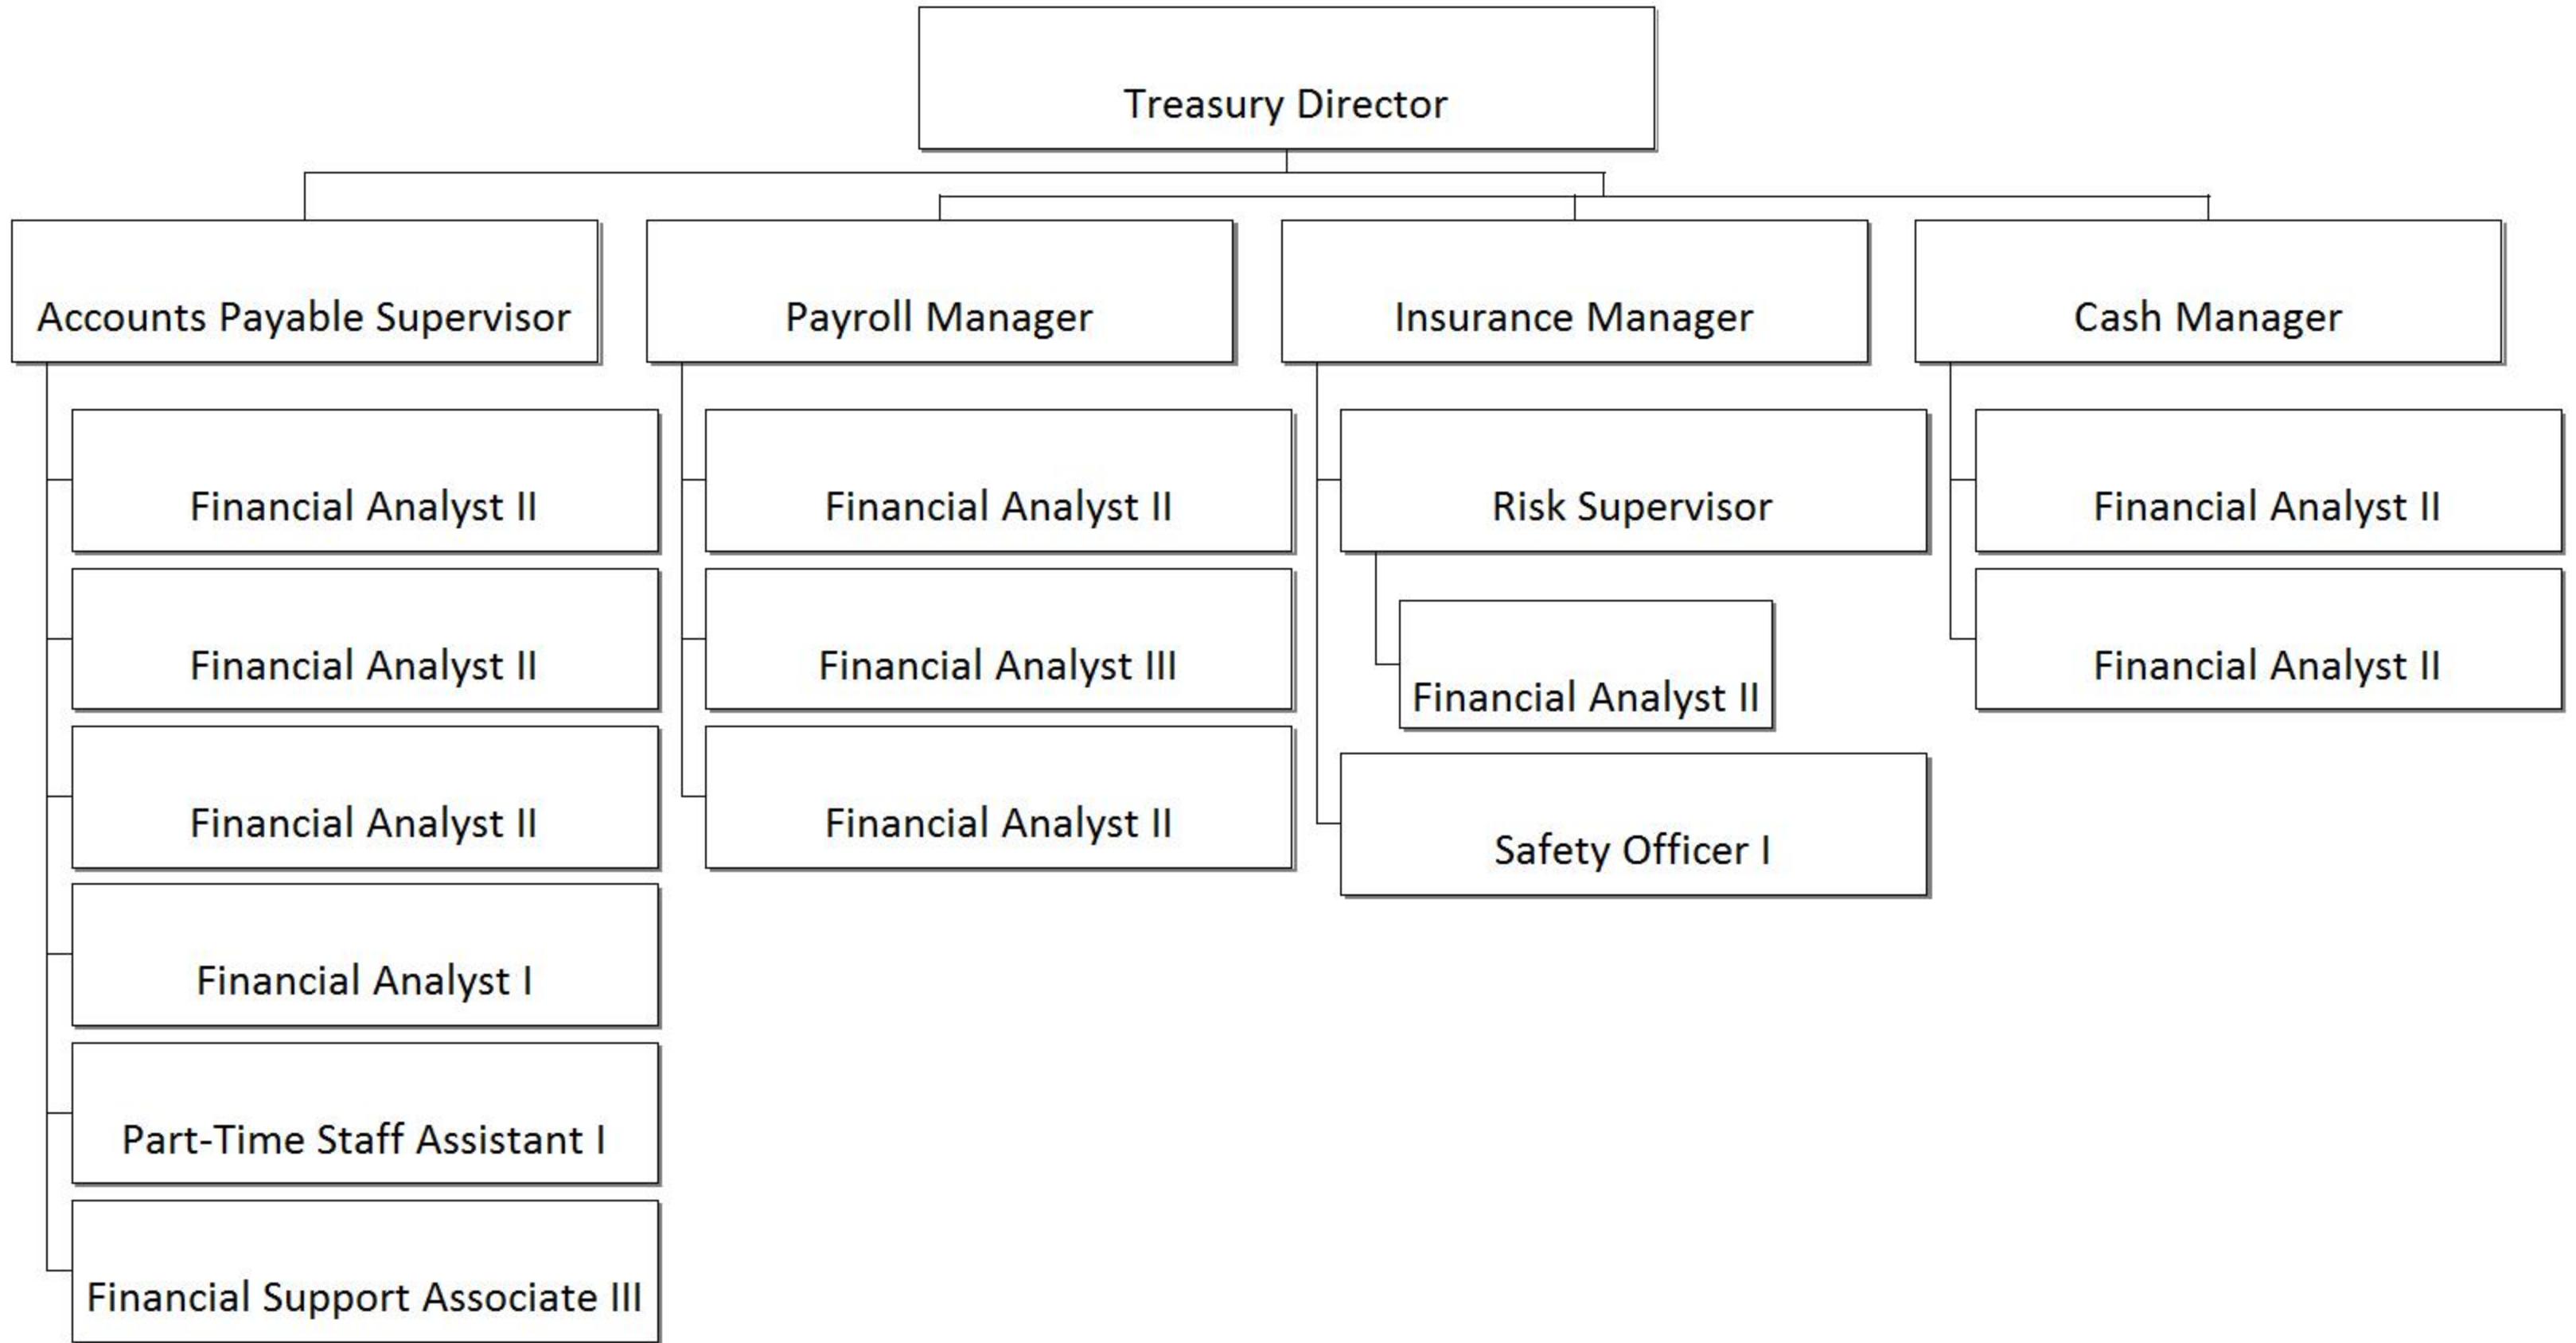 Treasury Director
Accounts Payable Supervisor
Payroll Manager
Insurance Manager
Cash Manager
Financial Analyst II
Financial Analyst II
Financial Analyst II
Financial Analyst I
Part-Time Staff Assistant I
Financial Support Associate III
Financial Analyst II
Financial Analyst III
Financial Analyst II
Risk Supervisor
Financial Analyst II
Safety Officer I
Financial Analyst II
Financial Analyst II